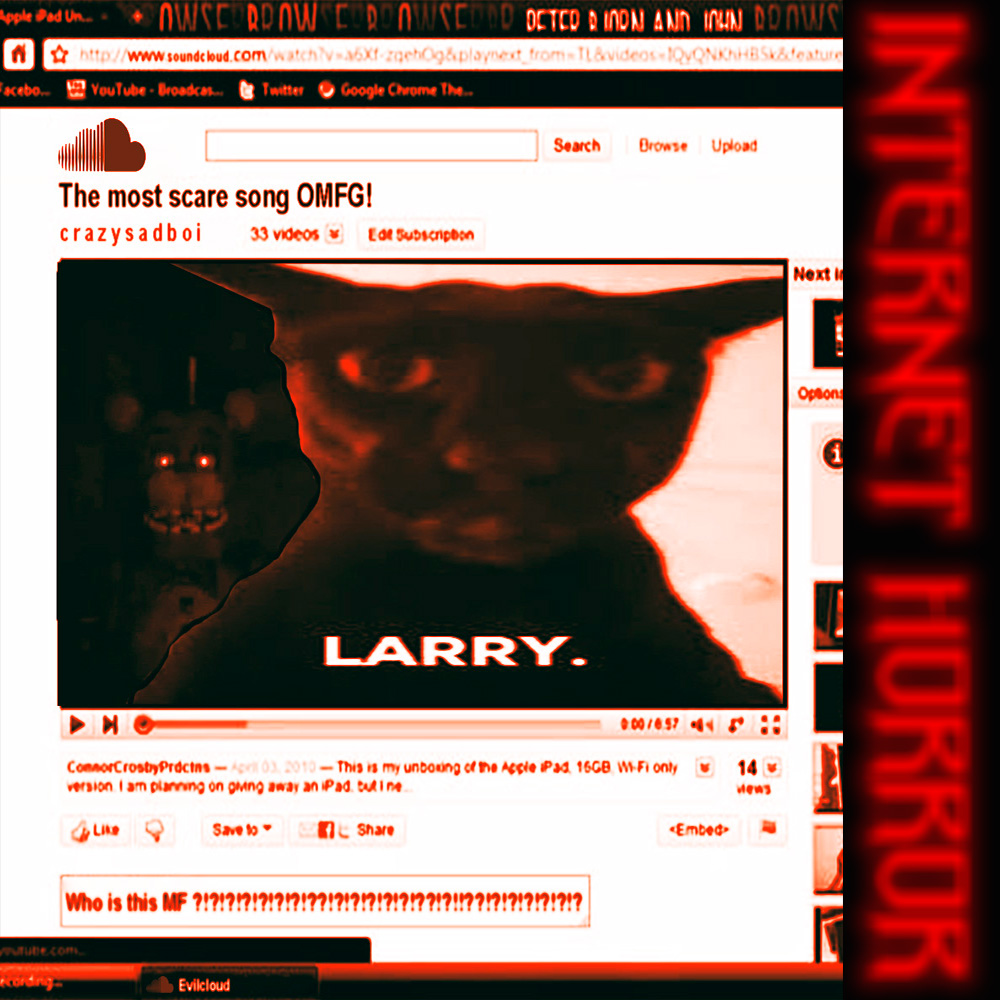 Apple iPad Un...
OWSE BROWSE BROWSE BROW PETER BJORN AND JOHN BROWS
http://www.soundcloud.com/watch?v=a6Xf-zqehOg&playnext_from=TL&videos=IQyQNKhHBSk&feature
Facebo... YouTube - Broadcas... Twitter Google Chrome The...
Search Browse Upload
The most scare song OMFG!
crazysadboi 33 videos Edit Subscription
Next in
Options
LARRY.
0:00 / 6:57
ConnorCrosbyPrdctns — April 03, 2010 — This is my unboxing of the Apple iPad, 16GB, Wi-Fi only
version. I am planning on giving away an iPad, but I ne...
14
views
Like Save to Share <Embed>
Who is this MF ?!?!?!?!?!?!?!?!??!?!?!?!?!?!?!??!?!!??!?!?!?!?!?!?!?
youtube.com...
ecording... Evilcloud
INTERNET HORROR